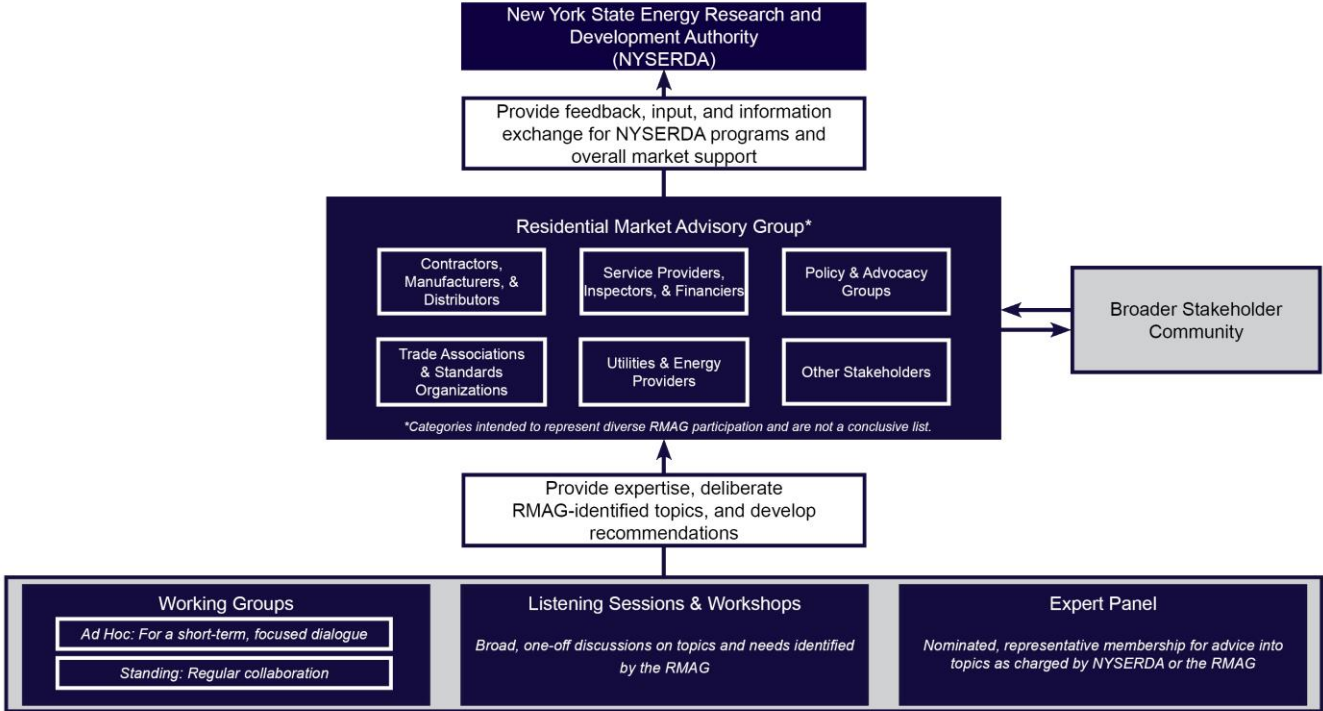 New York State Energy Research and
Development Authority
(NYSERDA)
Provide feedback, input, and information
exchange for NYSERDA programs and
overall market support
Residential Market Advisory Group*
Contractors,
Manufacturers, &
Distributors
Service Providers,
Inspectors, & Financiers
Policy & Advocacy
Groups
Trade Associations
& Standards
Organizations
Utilities & Energy
Providers
Other Stakeholders
*Categories intended to represent diverse RMAG participation and are not a conclusive list.
Broader Stakeholder
Community
Provide expertise, deliberate
RMAG-identified topics, and develop
recommendations
Working Groups
Ad Hoc: For a short-term, focused dialogue
Standing: Regular collaboration
Listening Sessions & Workshops
Broad, one-off discussions on topics and needs identified
by the RMAG
Expert Panel
Nominated, representative membership for advice into
topics as charged by NYSERDA or the RMAG